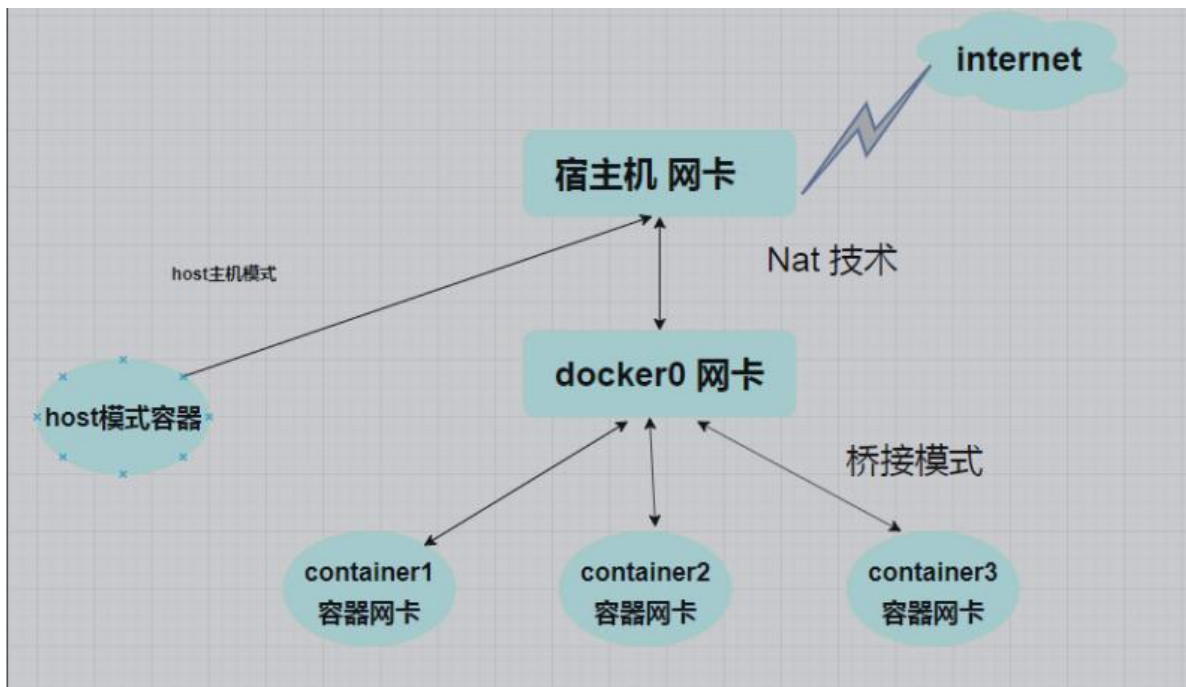 internet
宿主机 网卡
Nat 技术
host主机模式
docker0 网卡
host模式容器
桥接模式
container1
容器网卡
container2
容器网卡
container3
容器网卡